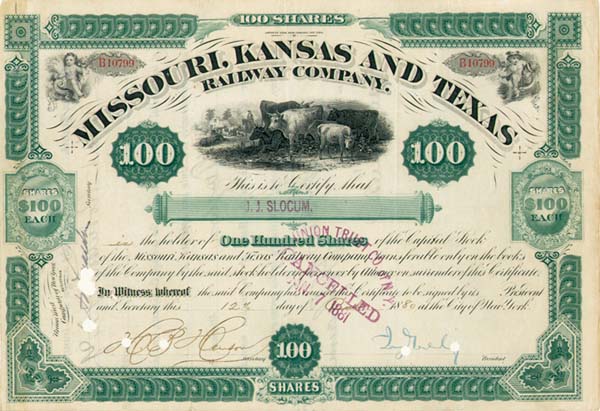 100 SHARES
B10799
B10799
MISSOURI, KANSAS AND TEXAS
RAILWAY COMPANY.
100
100
This is to Certify that
J. J. SLOCUM,
SHARES
$100
EACH
SHARES
$100
EACH
is the holder of One Hundred Shares of the Capital Stock
of the Missouri, Kansas and Texas Railway Company, transferable only on the books
of the Company by the said stockholder or by Attorney on surrender of this Certificate.
In Witness whereof the said Company has caused this Certificate to be signed by its President
and Secretary this 12th day of 1880 at the City of New York.
UNION TRUST CO. OF N.Y.
CANCELLED
1881
100
SHARES
Secretary
President